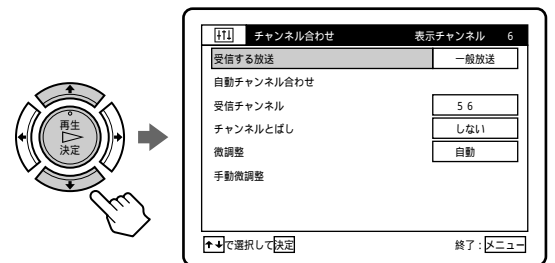 チャンネル合わせ 表示チャンネル 6
受信する放送 一般放送
自動チャンネル合わせ
受信チャンネル 56
チャンネルとばし しない
微調整 自動
手動微調整
で選択して決定 終了：メニュー
再生
決定